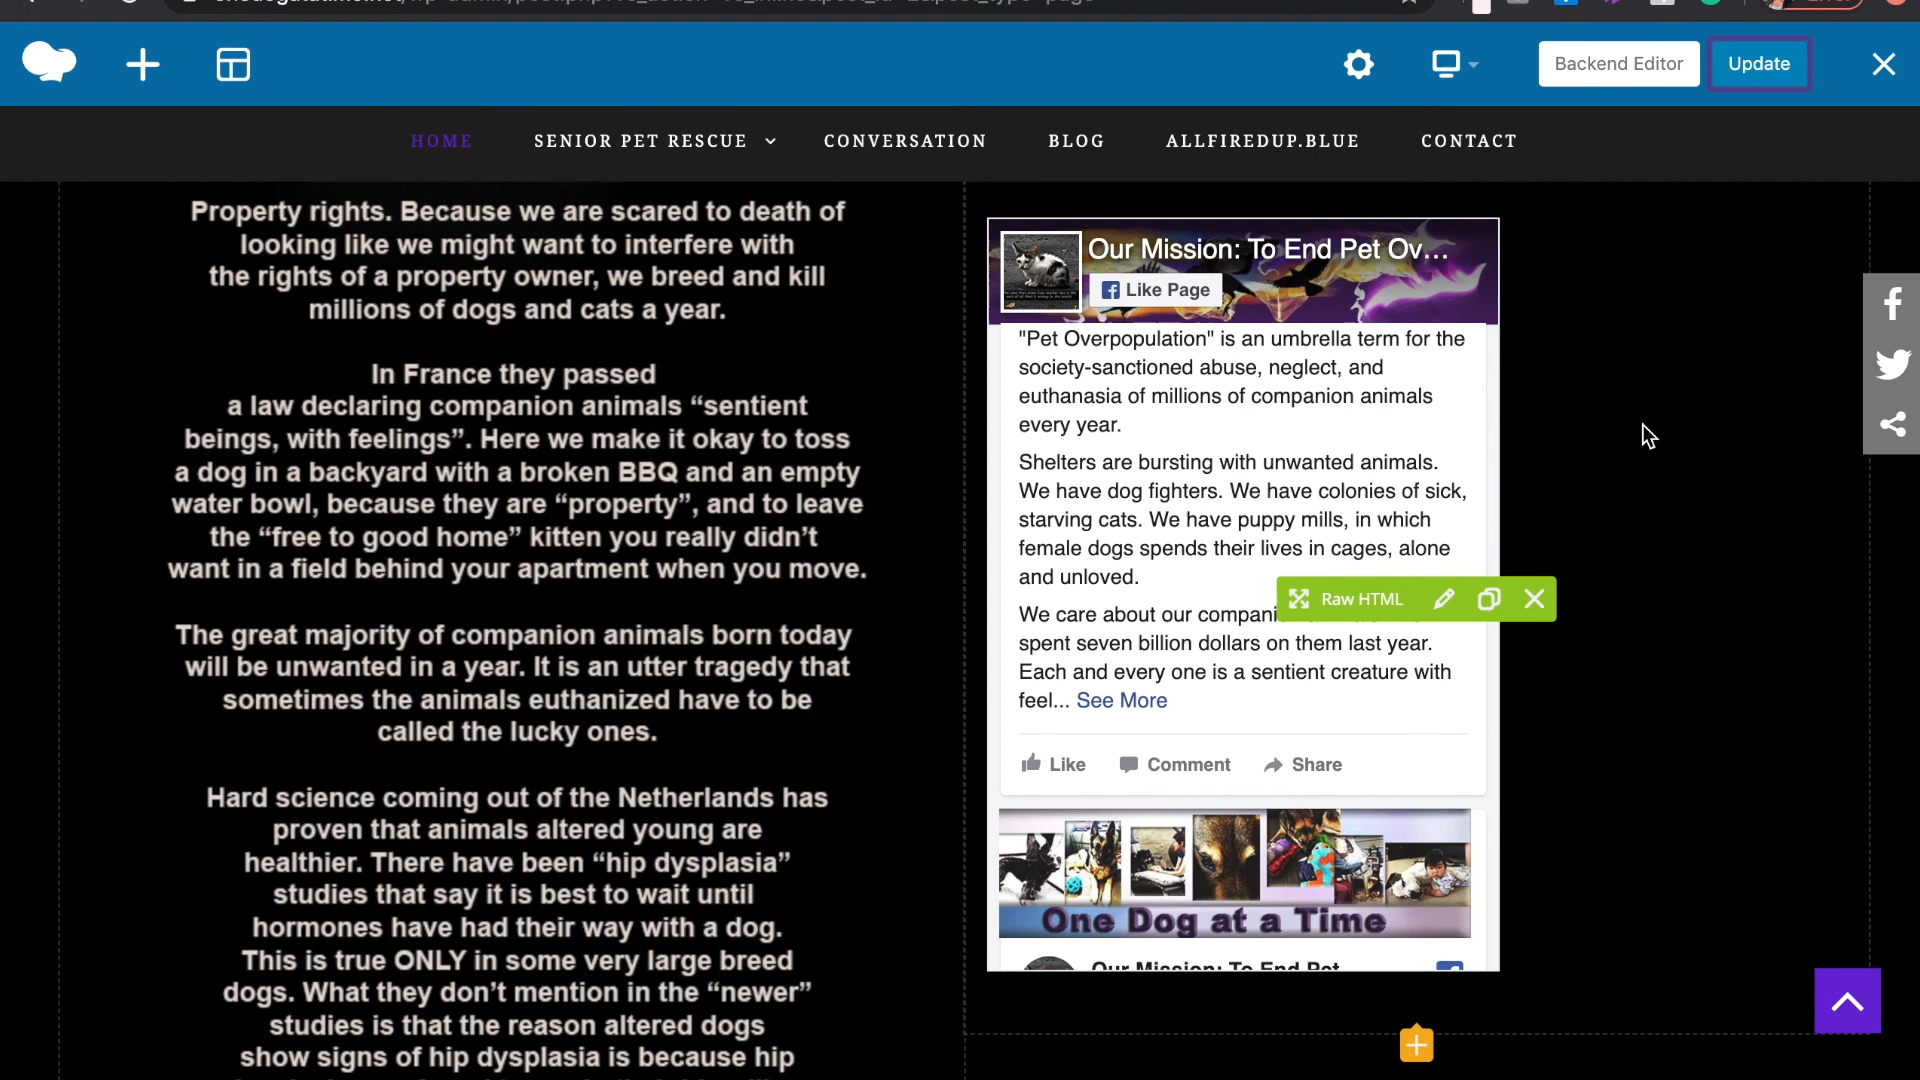 Backend Editor
Update
HOME
SENIOR PET RESCUE
CONVERSATION
BLOG
ALLFIREDUP.BLUE
CONTACT
Property rights. Because we are scared to death of
looking like we might want to interfere with
the rights of a property owner, we breed and kill
millions of dogs and cats a year.
In France they passed
a law declaring companion animals “sentient
beings, with feelings”. Here we make it okay to toss
a dog in a backyard with a broken BBQ and an empty
water bowl, because they are “property”, and to leave
the “free to good home” kitten you really didn’t
want in a field behind your apartment when you move.
The great majority of companion animals born today
will be unwanted in a year. It is an utter tragedy that
sometimes the animals euthanized have to be
called the lucky ones.
Hard science coming out of the Netherlands has
proven that animals altered young are
healthier. There have been “hip dysplasia”
studies that say it is best to wait until
hormones have had their way with a dog.
This is true ONLY in some very large breed
dogs. What they don’t mention in the “newer”
studies is that the reason altered dogs
show signs of hip dysplasia is because hip
Our Mission: To End Pet Ov...
Like Page
"Pet Overpopulation" is an umbrella term for the
society-sanctioned abuse, neglect, and
euthanasia of millions of companion animals
every year.
Shelters are bursting with unwanted animals.
We have dog fighters. We have colonies of sick,
starving cats. We have puppy mills, in which
female dogs spends their lives in cages, alone
and unloved.
Raw HTML
We care about our compani
spent seven billion dollars on them last year.
Each and every one is a sentient creature with
feel... See More
Like
Comment
Share
One Dog at a Time
Our Mission: To End Pet